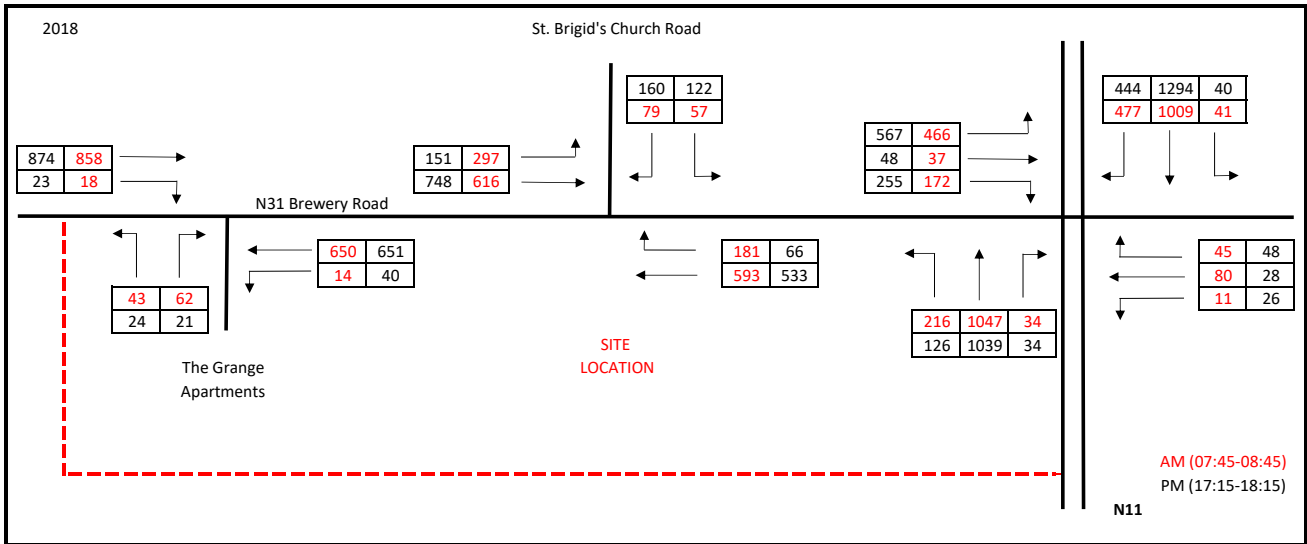 2018
St. Brigid's Church Road
160 122
79 57
444 1294 40
477 1009 41
874 858
23 18
151 297
748 616
567 466
48 37
255 172
N31 Brewery Road
650 651
14 40
181 66
593 533
45 48
80 28
11 26
43 62
24 21
216 1047 34
126 1039 34
The Grange
Apartments
SITE
LOCATION
AM (07:45-08:45)
PM (17:15-18:15)
N11